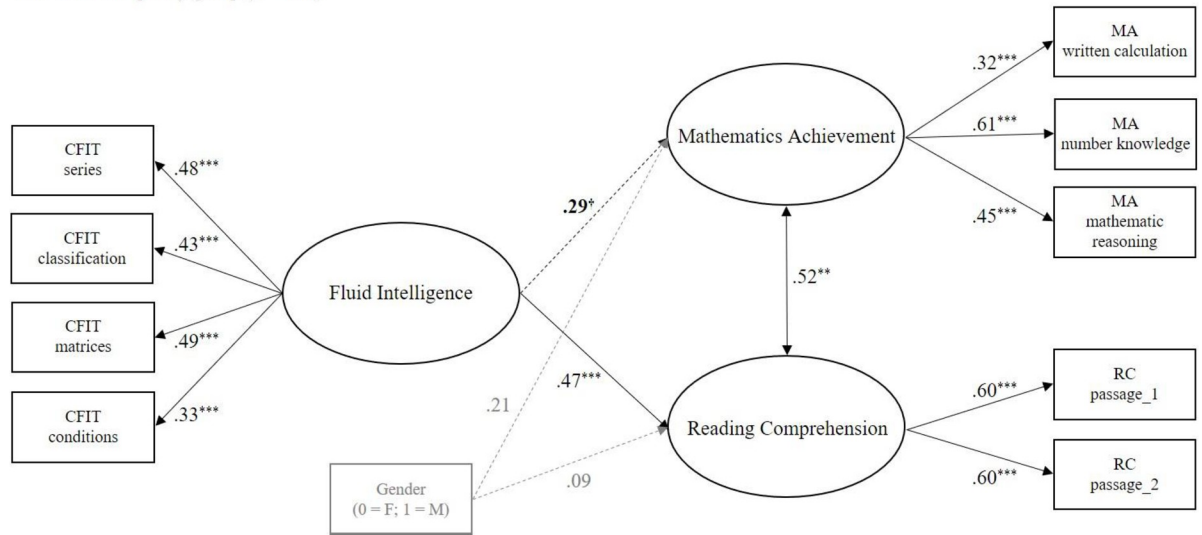 CFIT
series
CFIT
classification
CFIT
matrices
CFIT
conditions
.48***
.43***
.49***
.33***
Fluid Intelligence
.29†
.47***
.21
.09
Gender
(0 = F; 1 = M)
Mathematics Achievement
.52**
Reading Comprehension
.32***
.61***
.45***
.60***
.60***
MA
written calculation
MA
number knowledge
MA
mathematic
reasoning
RC
passage_1
RC
passage_2